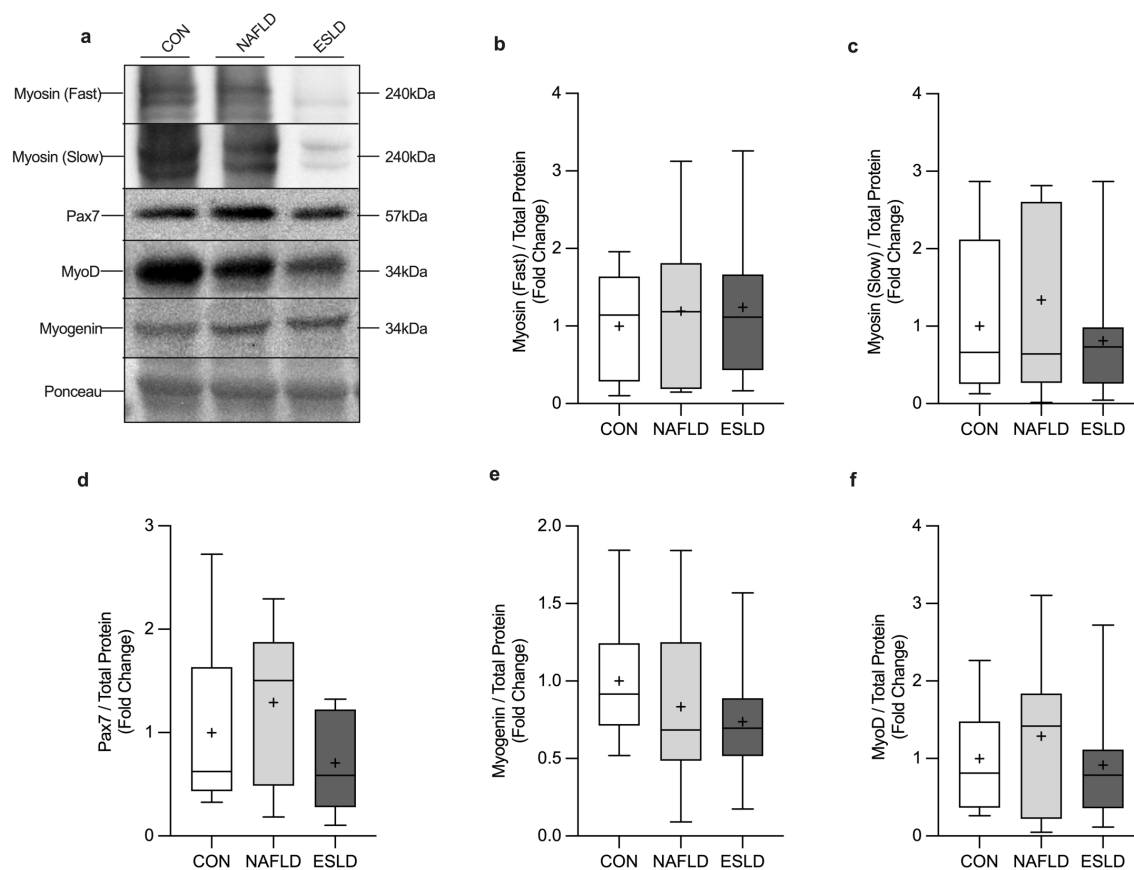 a
CON NAFLD ESLD
Myosin (Fast) 240kDa
Myosin (Slow) 240kDa
Pax7 57kDa
MyoD 34kDa
Myogenin 34kDa
Ponceau
b
Myosin (Fast) / Total Protein
(Fold Change)
4
3
2
1
0
CON NAFLD ESLD
c
Myosin (Slow) / Total Protein
(Fold Change)
4
3
2
1
0
CON NAFLD ESLD
d
Pax7 / Total Protein
(Fold Change)
3
2
1
0
CON NAFLD ESLD
e
Myogenin / Total Protein
(Fold Change)
2.0
1.5
1.0
0.5
0.0
CON NAFLD ESLD
f
MyoD / Total Protein
(Fold Change)
4
3
2
1
0
CON NAFLD ESLD